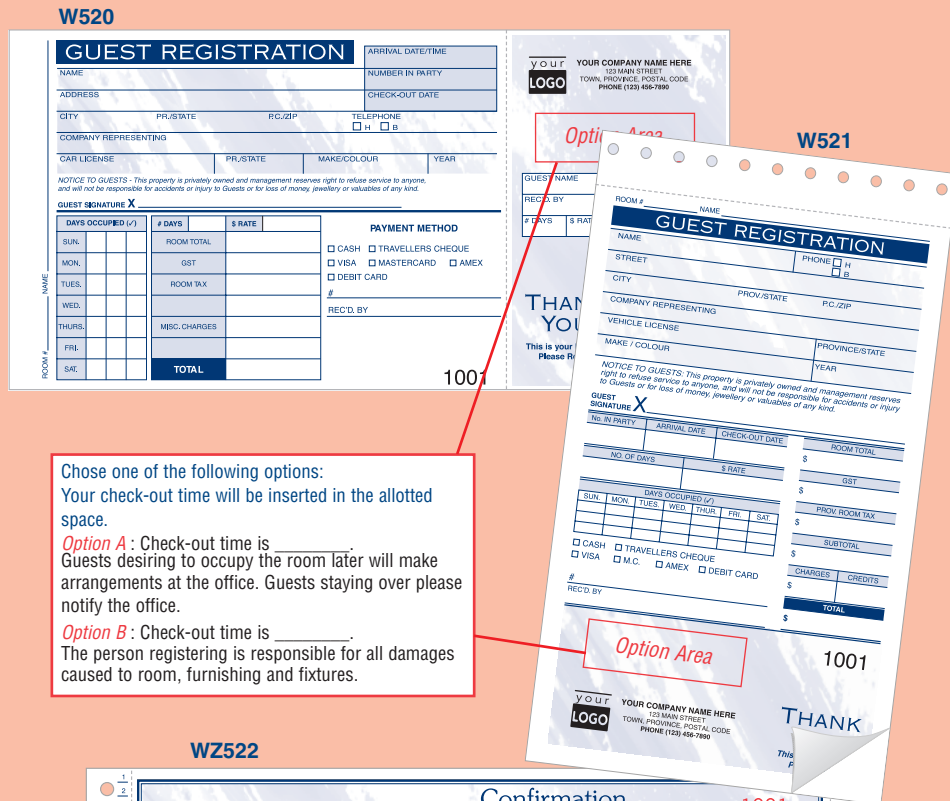 W520
GUEST REGISTRATION
ARRIVAL DATE/TIME
NAME
NUMBER IN PARTY
ADDRESS
CHECK-OUT DATE
CITY PR./STATE P.C./ZIP TELEPHONE
H B
COMPANY REPRESENTING
CAR LICENSE PR./STATE MAKE/COLOUR YEAR
NOTICE TO GUESTS - This property is privately owned and management reserves right to refuse service to anyone,
and will not be responsible for accidents or injury to Guests or for loss of money, jewellery or valuables of any kind.
GUEST SIGNATURE X
DAYS OCCUPIED (✓)
SUN.
MON.
TUES.
WED.
THURS.
FRI.
SAT.
ROOM # NAME
# DAYS $ RATE
ROOM TOTAL
GST
ROOM TAX
MISC. CHARGES
TOTAL
PAYMENT METHOD
CASH TRAVELLERS CHEQUE
VISA MASTERCARD AMEX
DEBIT CARD
#
REC'D. BY
1001
your
LOGO
YOUR COMPANY NAME HERE
123 MAIN STREET
TOWN, PROVINCE, POSTAL CODE
PHONE (123) 456-7890
Option Area
GUEST NAME
REC'D. BY
# DAYS $ RAT
THAN
YOU
This is your
Please R
W521
ROOM # NAME
GUEST REGISTRATION
NAME PHONE H
B
STREET
CITY PROV./STATE P.C./ZIP
COMPANY REPRESENTING
VEHICLE LICENSE PROVINCE/STATE
MAKE / COLOUR YEAR
NOTICE TO GUESTS: This property is privately owned and management reserves
right to refuse service to anyone, and will not be responsible for accidents or injury
to Guests or for loss of money, jewellery or valuables of any kind.
GUEST
SIGNATURE X
No. IN PARTY ARRIVAL DATE CHECK-OUT DATE
NO. OF DAYS $ RATE
DAYS OCCUPIED (✓)
SUN. MON. TUES. WED. THUR. FRI. SAT.
CASH TRAVELLERS CHEQUE
VISA M.C. AMEX DEBIT CARD
#
REC'D. BY
ROOM TOTAL
$
GST
$
PROV. ROOM TAX
$
SUBTOTAL
$
CHARGES CREDITS
$
TOTAL
$
1001
Option Area
your
LOGO
YOUR COMPANY NAME HERE
123 MAIN STREET
TOWN, PROVINCE, POSTAL CODE
PHONE (123) 456-7890
THANK
This
P
Chose one of the following options:
Your check-out time will be inserted in the allotted
space.
Option A : Check-out time is ________.
Guests desiring to occupy the room later will make
arrangements at the office. Guests staying over please
notify the office.
Option B : Check-out time is ________.
The person registering is responsible for all damages
caused to room, furnishing and fixtures.
WZ522
1
2
Confirmation
1001